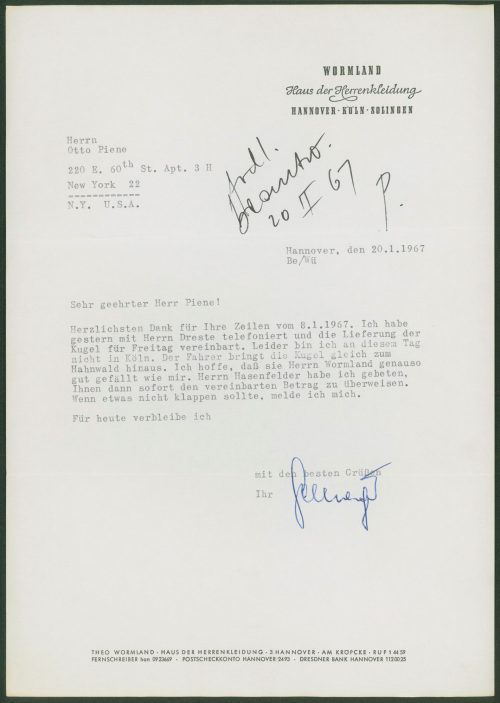 WORMLAND
Haus der Herrenkleidung
HANNOVER · KÖLN · SOLINGEN
Herrn
Otto Piene
220 E. 60th St. Apt. 3 H
New York 22
N.Y. U.S.A.
20 II 67
P.
Hannover, den 20.1.1967
Be/Wü
Sehr geehrter Herr Piene!
Herzlichsten Dank für Ihre Zeilen vom 8.1.1967. Ich habe
gestern mit Herrn Dreste telefoniert und die Lieferung der
Kugel für Freitag vereinbart. Leider bin ich an diesem Tag
nicht in Köln. Der Fahrer bringt die Kugel gleich zum
Hahnwald hinaus. Ich hoffe, daß sie Herrn Wormland genauso
gut gefällt wie mir. Herrn Hasenfelder habe ich gebeten,
Ihnen dann sofort den vereinbarten Betrag zu überweisen.
Wenn etwas nicht klappen sollte, melde ich mich.
Für heute verbleibe ich
mit den besten Grüßen
Ihr
THEO WORMLAND · HAUS DER HERRENKLEIDUNG · 3 HANNOVER · AM KRÖPCKE · RUF 1 44 59
FERNSCHREIBER han 0923669 · POSTSCHECKKONTO HANNOVER 2693 · DRESDNER BANK HANNOVER 1120025